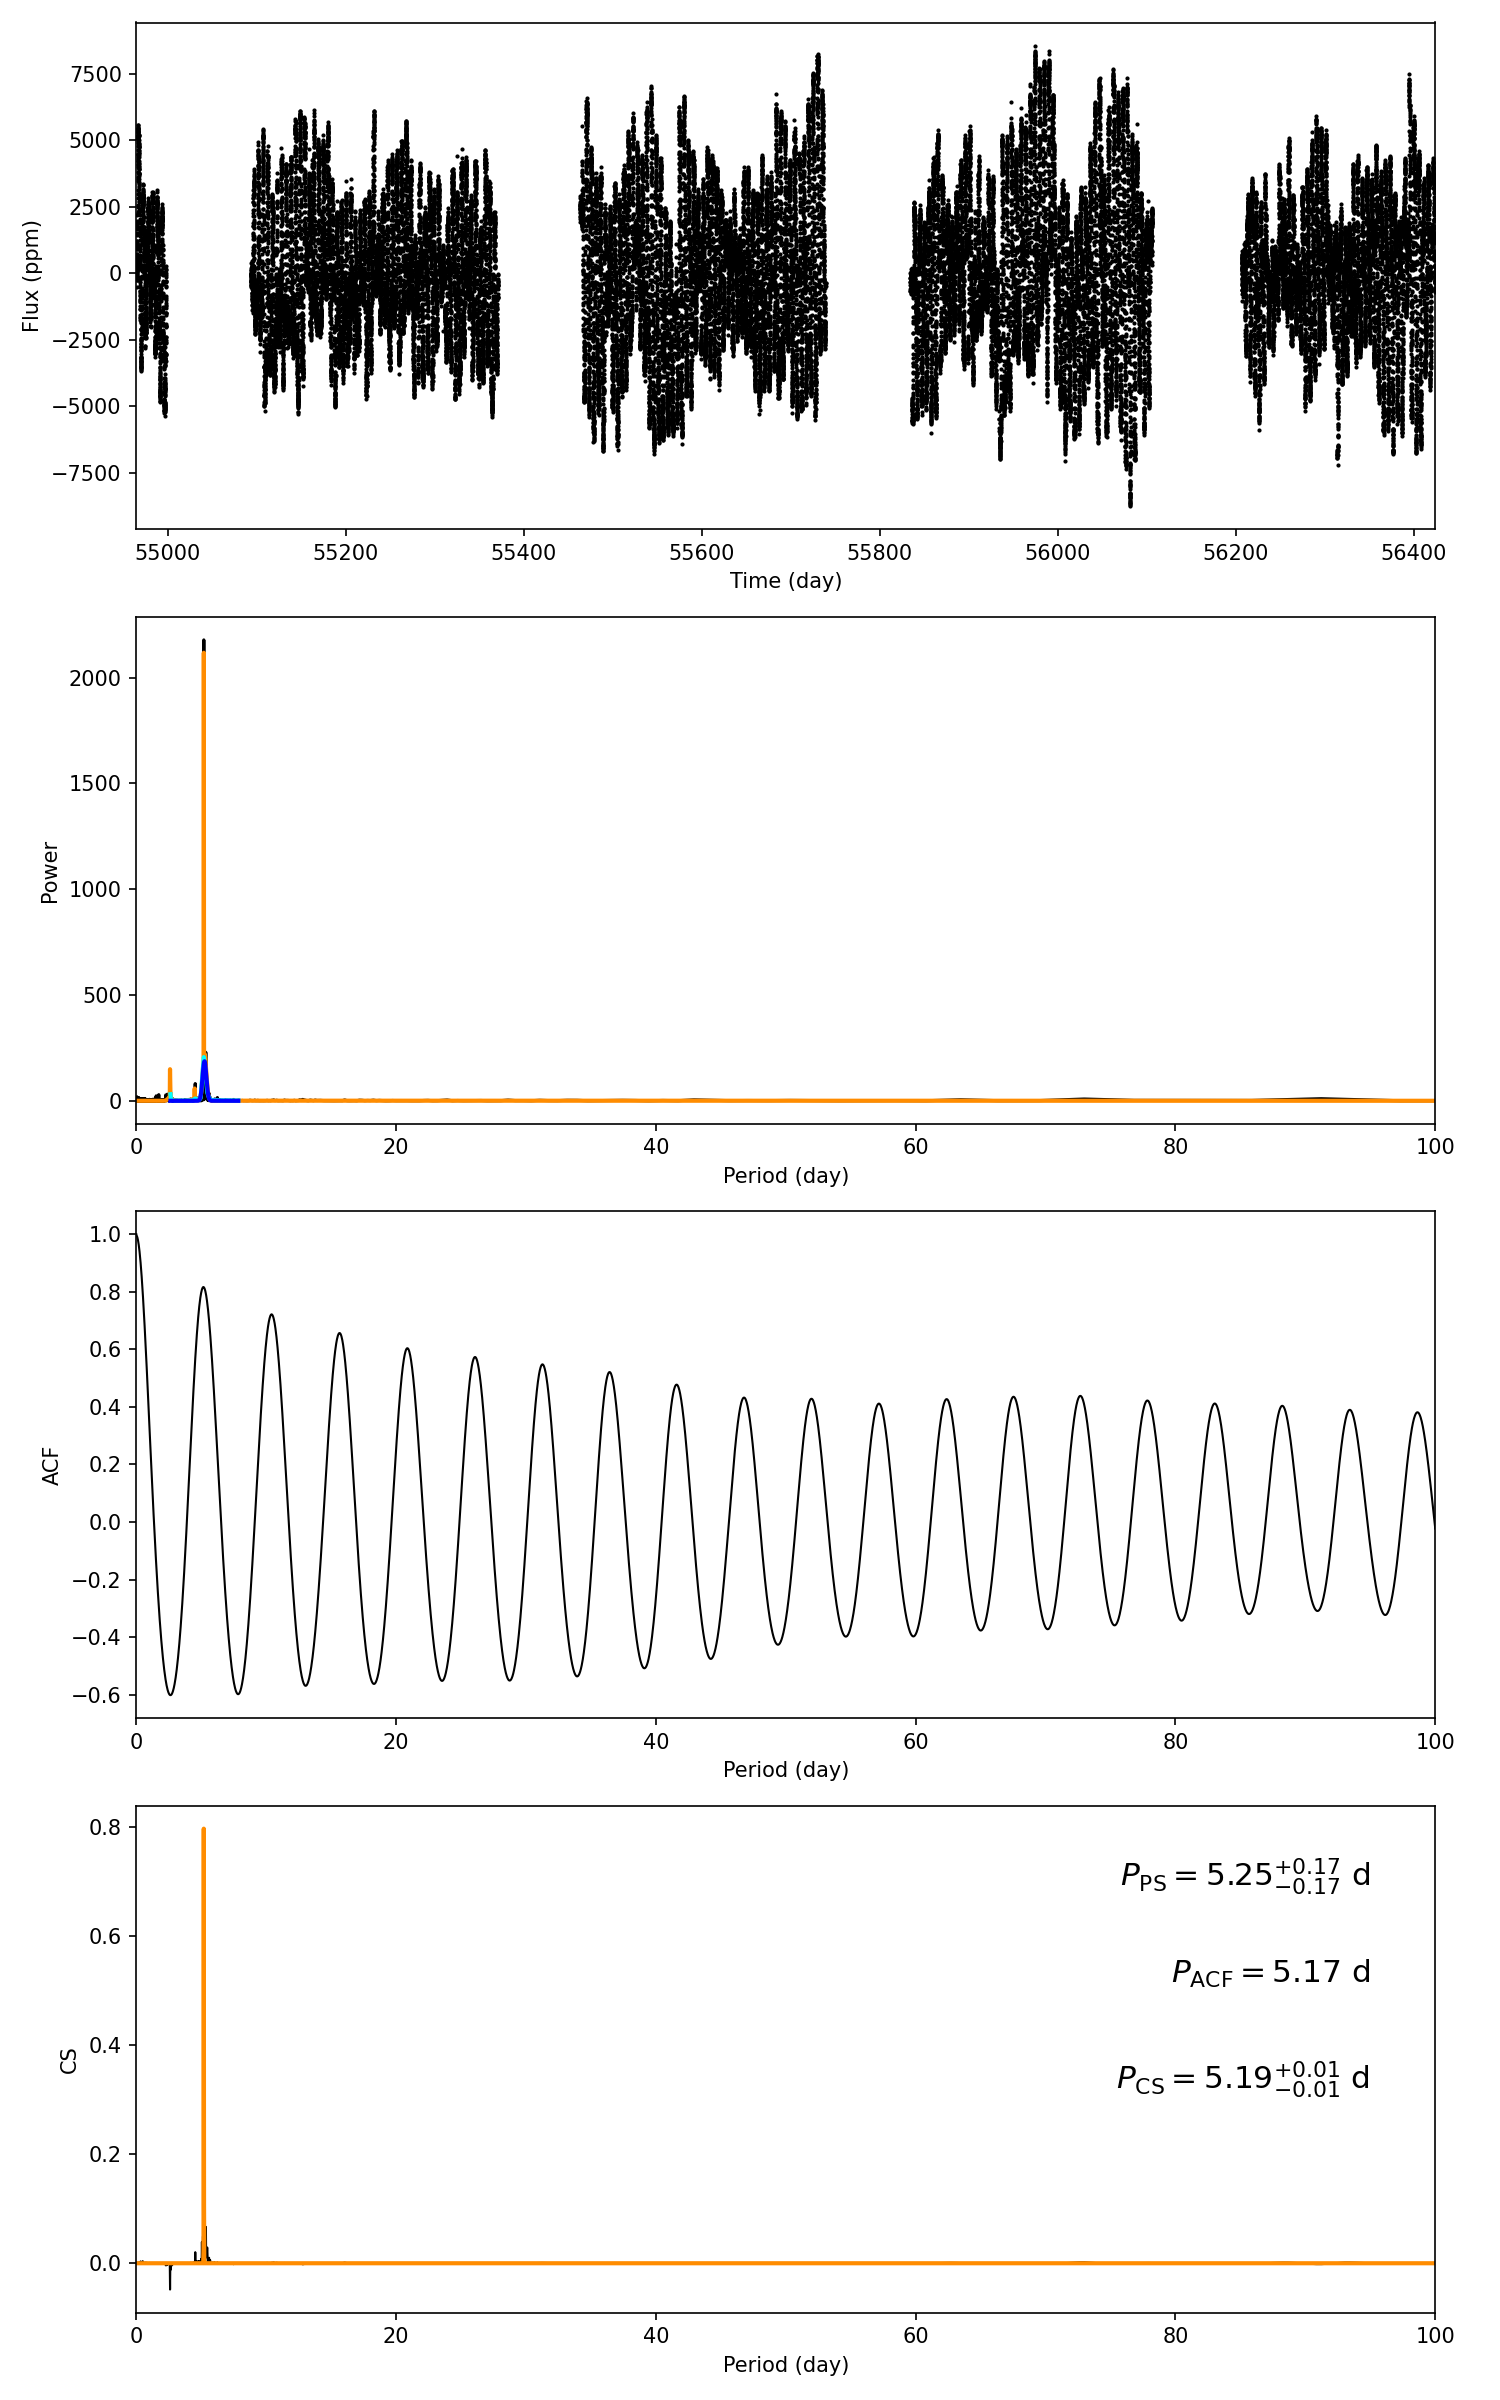 7500
5000
2500
0
−2500
−5000
−7500
Flux (ppm)
55000 55200 55400 55600 55800 56000 56200 56400
Time (day)
2000
1500
1000
500
0
Power
0 20 40 60 80 100
Period (day)
1.0
0.8
0.6
0.4
0.2
0.0
−0.2
−0.4
−0.6
ACF
0 20 40 60 80 100
Period (day)
0.8
0.6
0.4
0.2
0.0
CS
P_PS = 5.25^{+0.17}_{−0.17} d
P_ACF = 5.17 d
P_CS = 5.19^{+0.01}_{−0.01} d
0 20 40 60 80 100
Period (day)